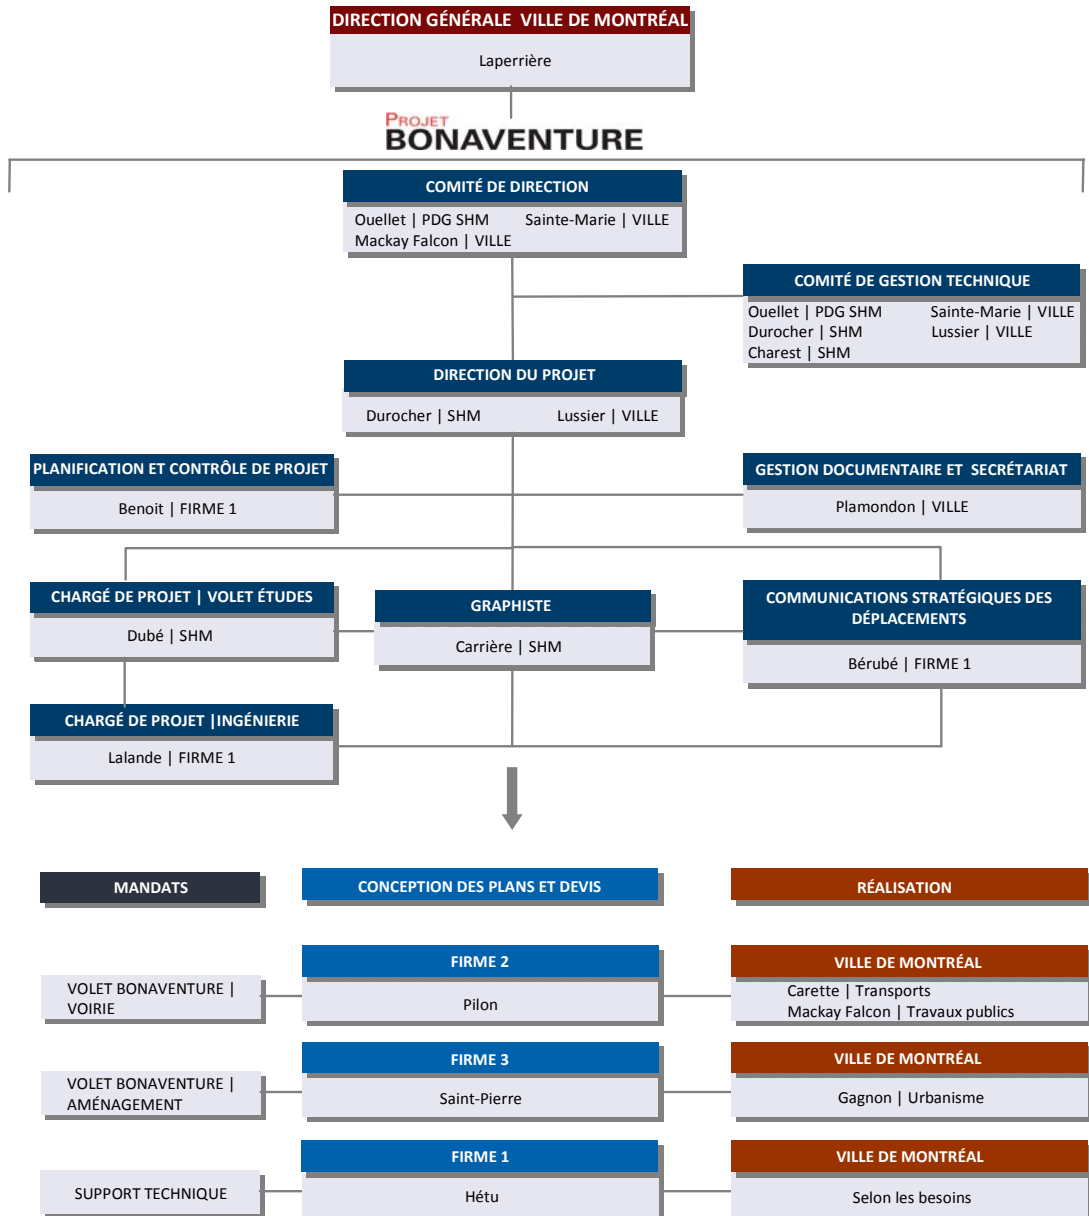 DIRECTION GÉNÉRALE VILLE DE MONTRÉAL
Laperrière
PROJET
BONAVENTURE
COMITÉ DE DIRECTION
Ouellet | PDG SHM Sainte-Marie | VILLE
Mackay Falcon | VILLE
COMITÉ DE GESTION TECHNIQUE
Ouellet | PDG SHM Sainte-Marie | VILLE
Durocher | SHM Lussier | VILLE
Charest | SHM
DIRECTION DU PROJET
Durocher | SHM Lussier | VILLE
PLANIFICATION ET CONTRÔLE DE PROJET
Benoit | FIRME 1
GESTION DOCUMENTAIRE ET SECRÉTARIAT
Plamondon | VILLE
CHARGÉ DE PROJET | VOLET ÉTUDES
Dubé | SHM
GRAPHISTE
Carrière | SHM
COMMUNICATIONS STRATÉGIQUES DES
DÉPLACEMENTS
Bérubé | FIRME 1
CHARGÉ DE PROJET |INGÉNIERIE
Lalande | FIRME 1
MANDATS
CONCEPTION DES PLANS ET DEVIS
RÉALISATION
VOLET BONAVENTURE |
VOIRIE
FIRME 2
Pilon
VILLE DE MONTRÉAL
Carette | Transports
Mackay Falcon | Travaux publics
VOLET BONAVENTURE |
AMÉNAGEMENT
FIRME 3
Saint-Pierre
VILLE DE MONTRÉAL
Gagnon | Urbanisme
SUPPORT TECHNIQUE
FIRME 1
Hétu
VILLE DE MONTRÉAL
Selon les besoins